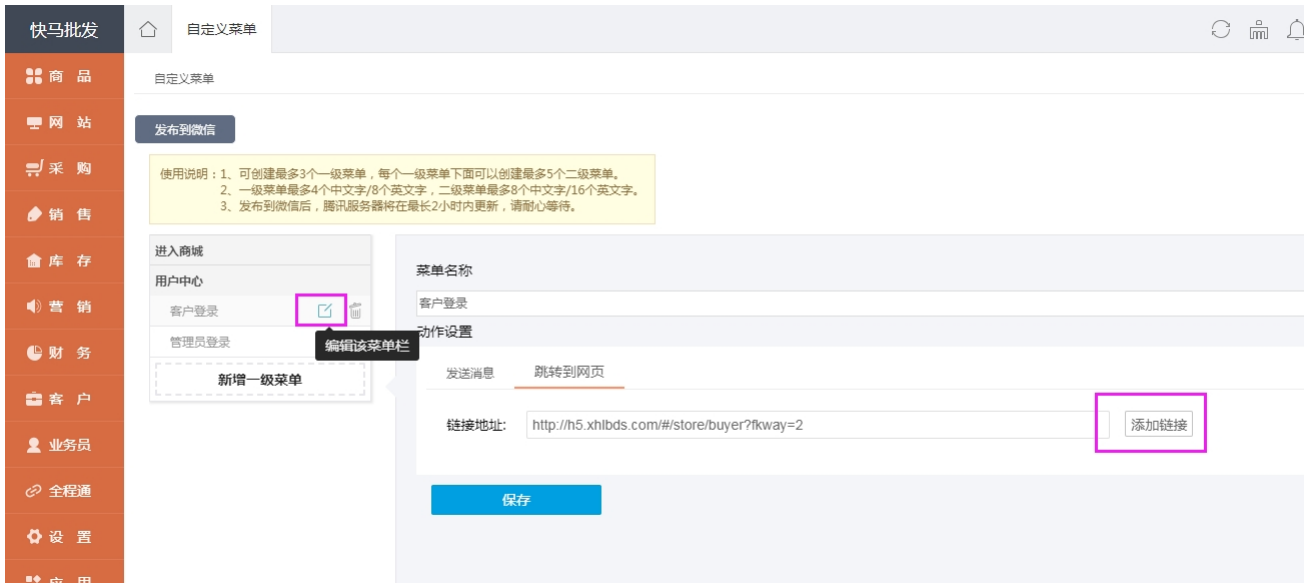 快马批发
自定义菜单
商 品
网 站
采 购
销 售
库 存
营 销
财 务
客 户
业务员
全程通
设 置
应 用
自定义菜单
发布到微信
使用说明：1、可创建最多3个一级菜单，每个一级菜单下面可以创建最多5个二级菜单。
2、一级菜单最多4个中文字/8个英文字，二级菜单最多8个中文字/16个英文字。
3、发布到微信后，腾讯服务器将在最长2小时内更新，请耐心等待。
进入商城
用户中心
客户登录
管理员登录
编辑该菜单栏
新增一级菜单
菜单名称
客户登录
动作设置
发送消息
跳转到网页
链接地址:
http://h5.xhlbds.com/#/store/buyer?fkway=2
添加链接
保存